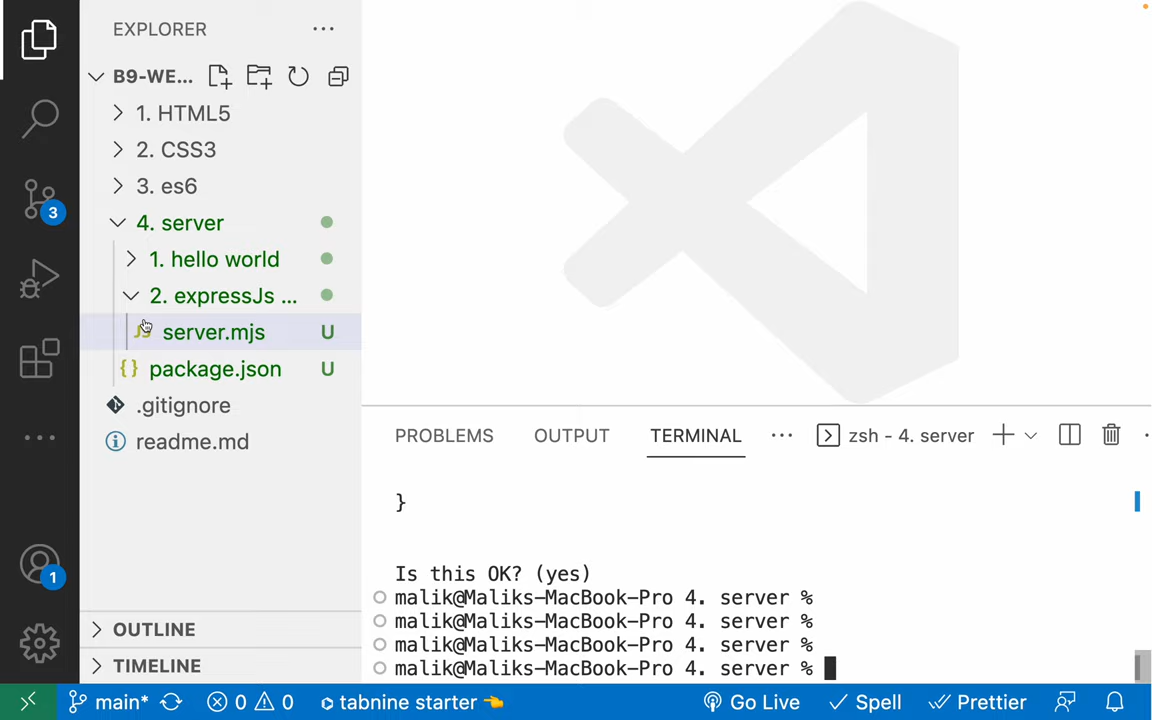 EXPLORER
B9-WE...
1. HTML5
2. CSS3
3. es6
4. server
1. hello world
2. expressJs ...
JS server.mjs U
{} package.json U
.gitignore
readme.md
OUTLINE
TIMELINE
3
1
PROBLEMS OUTPUT TERMINAL ... zsh - 4. server
}
Is this OK? (yes)
malik@Maliks-MacBook-Pro 4. server %
malik@Maliks-MacBook-Pro 4. server %
malik@Maliks-MacBook-Pro 4. server %
malik@Maliks-MacBook-Pro 4. server %
main* 0 0 tabnine starter 👈 Go Live Spell Prettier